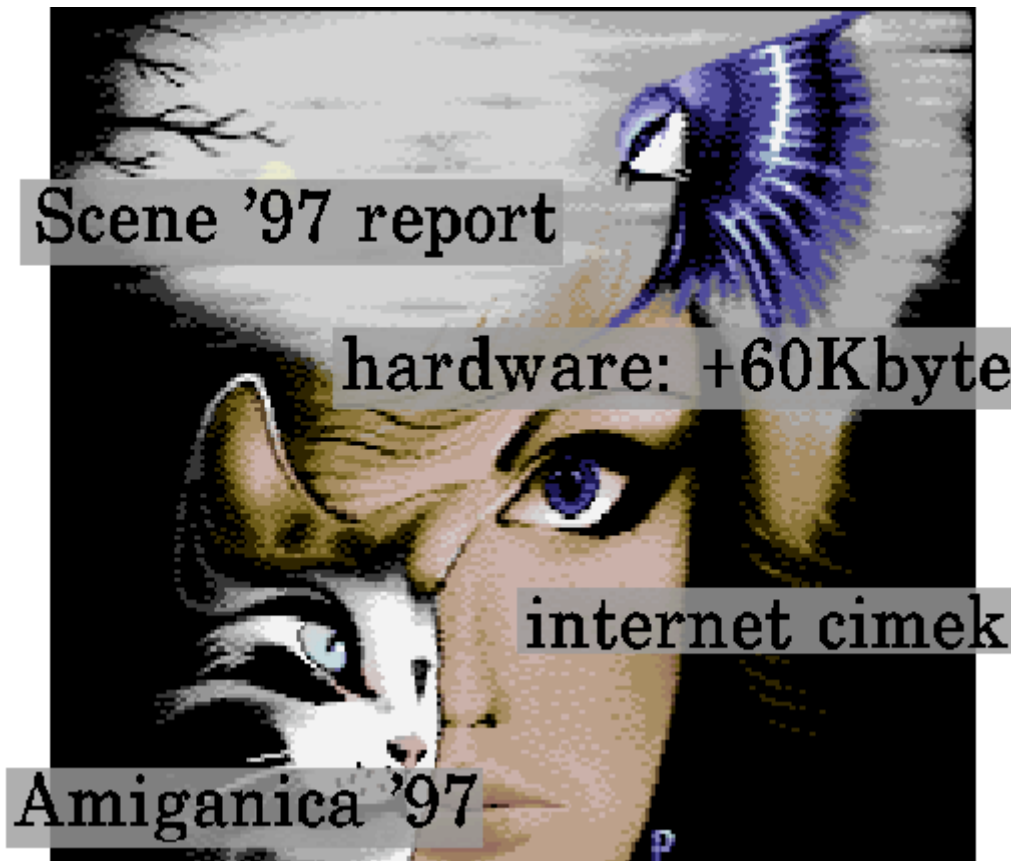 Scene '97 report
hardware: +60Kbyte
internet cimek
Amiganica '97
P